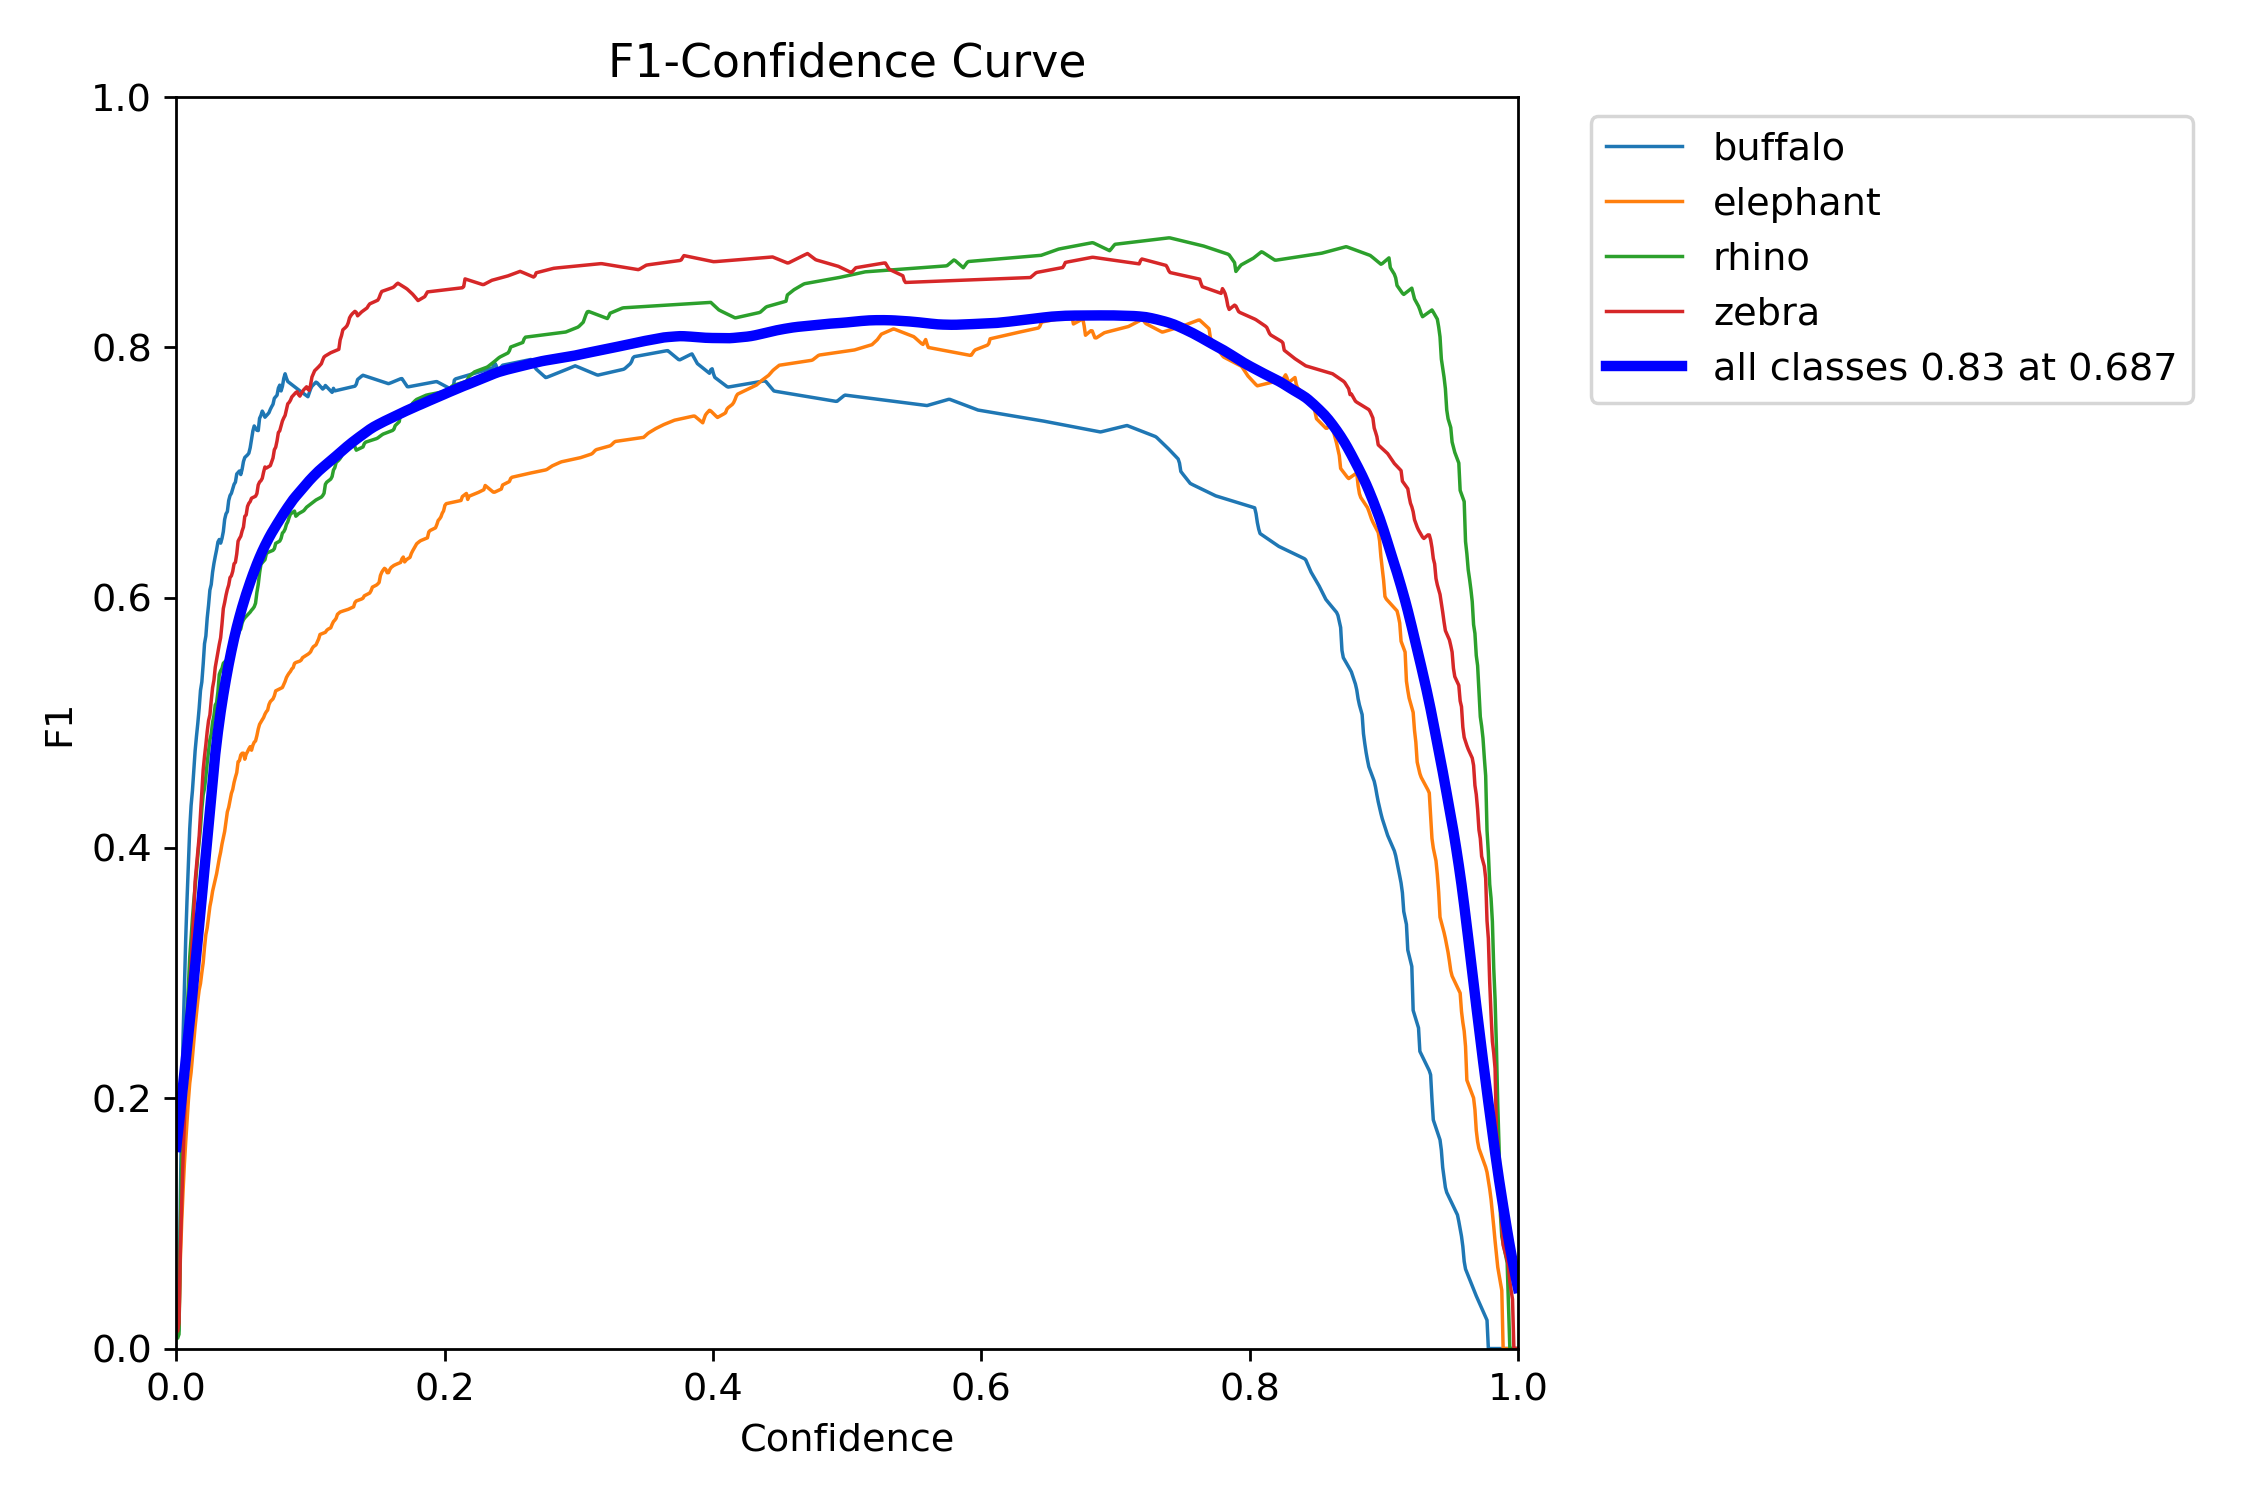 F1-Confidence Curve
1.0
0.8
0.6
0.4
0.2
0.0
F1
0.0 0.2 0.4 0.6 0.8 1.0
Confidence
buffalo
elephant
rhino
zebra
all classes 0.83 at 0.687